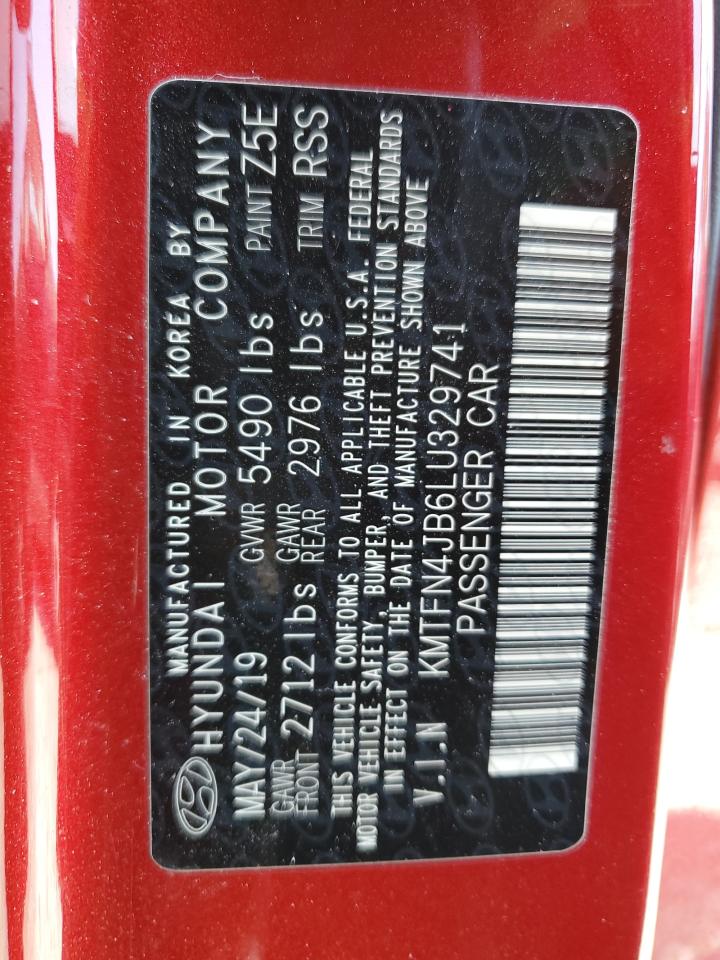 MANUFACTURED IN KOREA BY
HYUNDAI MOTOR COMPANY
MAY/24/19 GVWR 5490 lbs PAINT Z5E
GAWR FRONT 2712 lbs GAWR REAR 2976 lbs TRIM RSS
THIS VEHICLE CONFORMS TO ALL APPLICABLE U.S.A. FEDERAL
MOTOR VEHICLE SAFETY, BUMPER, AND THEFT PREVENTION STANDARDS
IN EFFECT ON THE DATE OF MANUFACTURE SHOWN ABOVE
V.I.N KMTFN4JB6LU329741
PASSENGER CAR